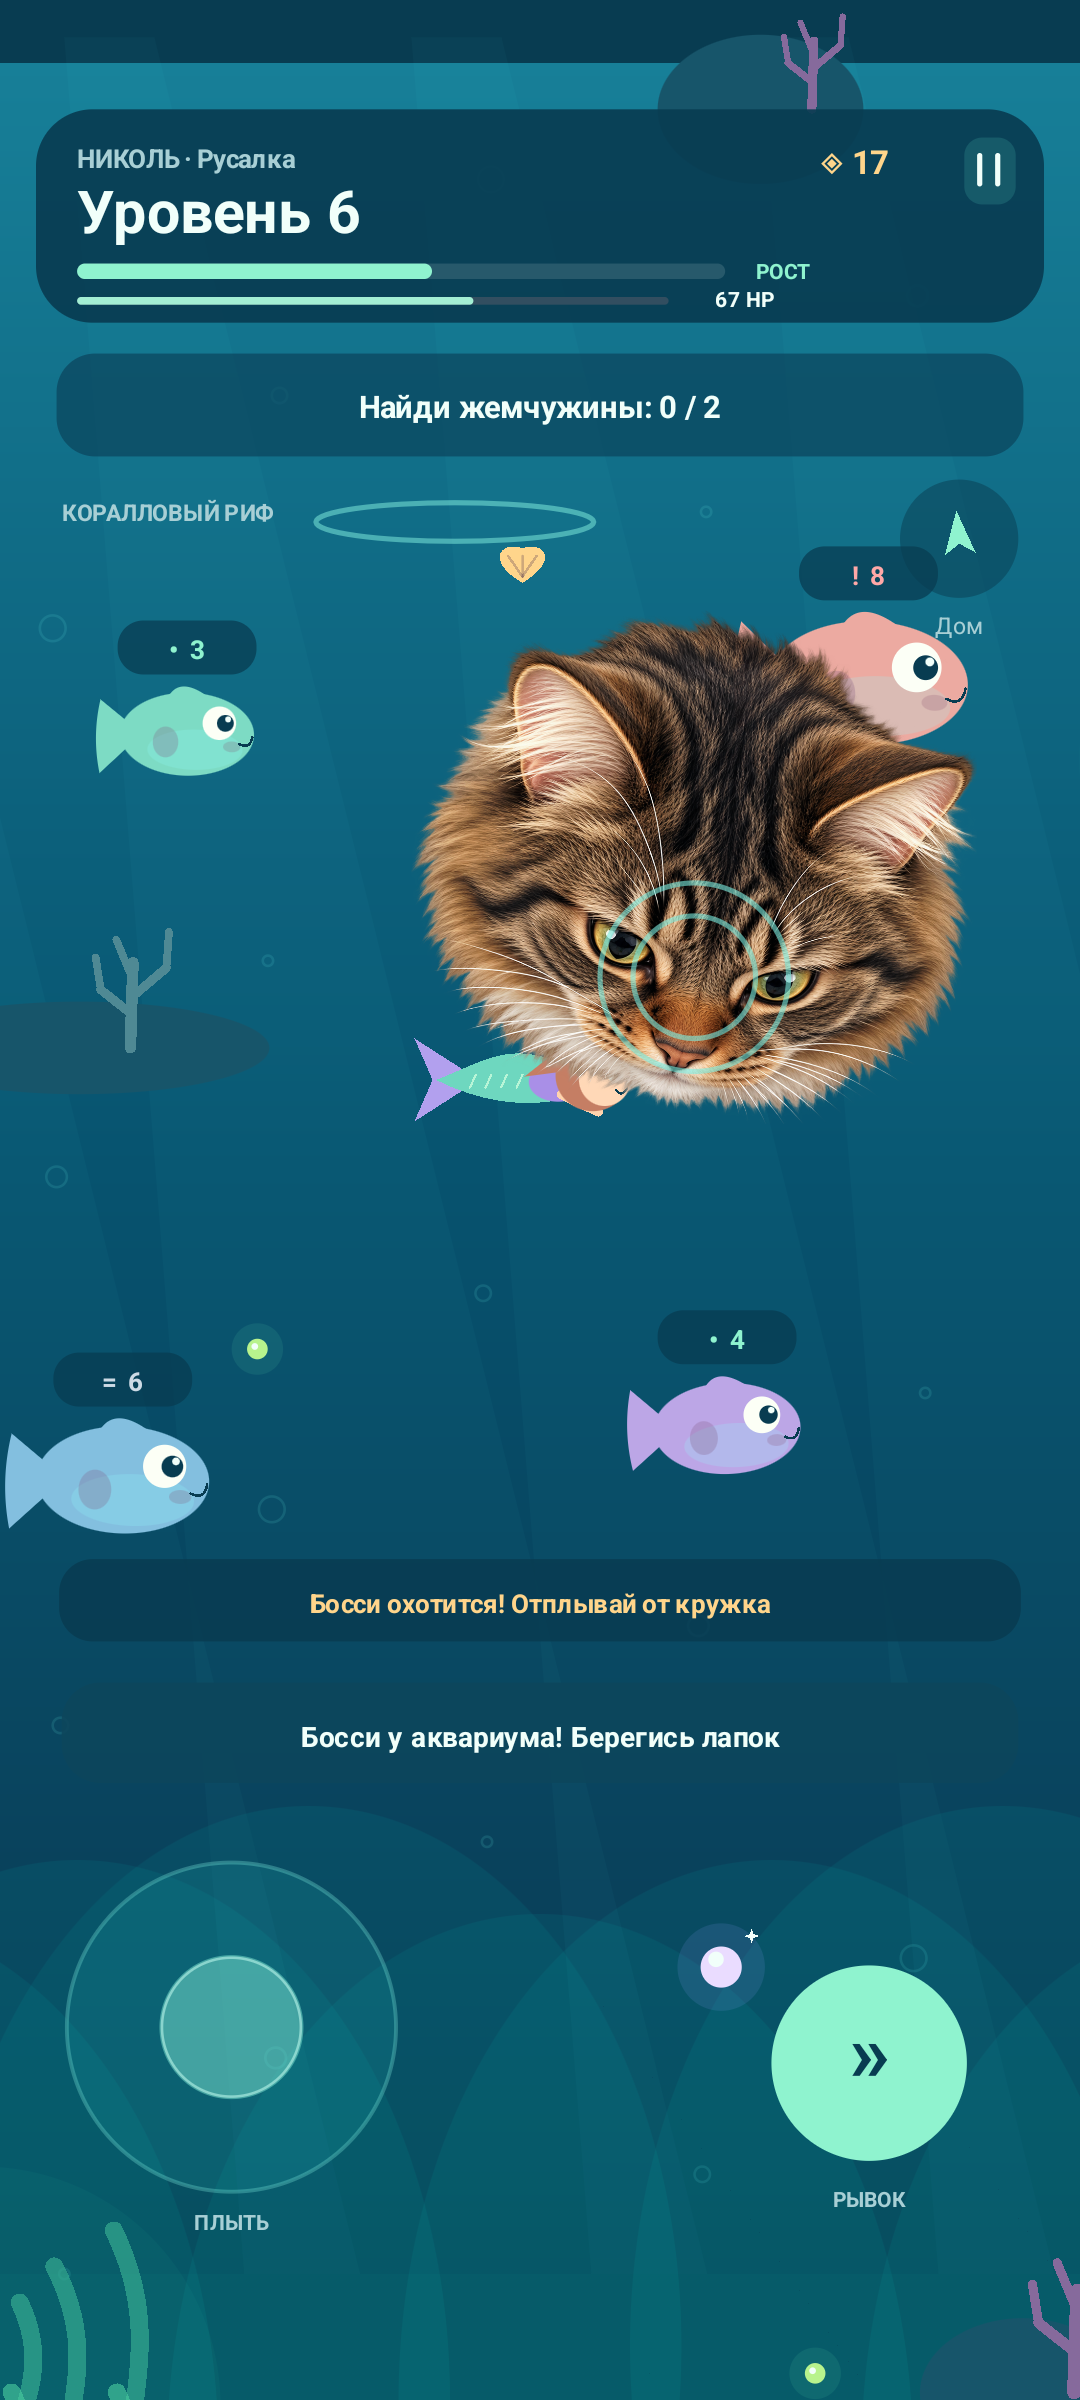 НИКОЛЬ · Русалка
17
Уровень 6
РОСТ
67 HP
Найди жемчужины: 0 / 2
КОРАЛЛОВЫЙ РИФ
! 8
Дом
• 3
• 4
= 6
Босси охотится! Отплывай от кружка
Босси у аквариума! Берегись лапок
»
РЫВОК
ПЛЫТЬ